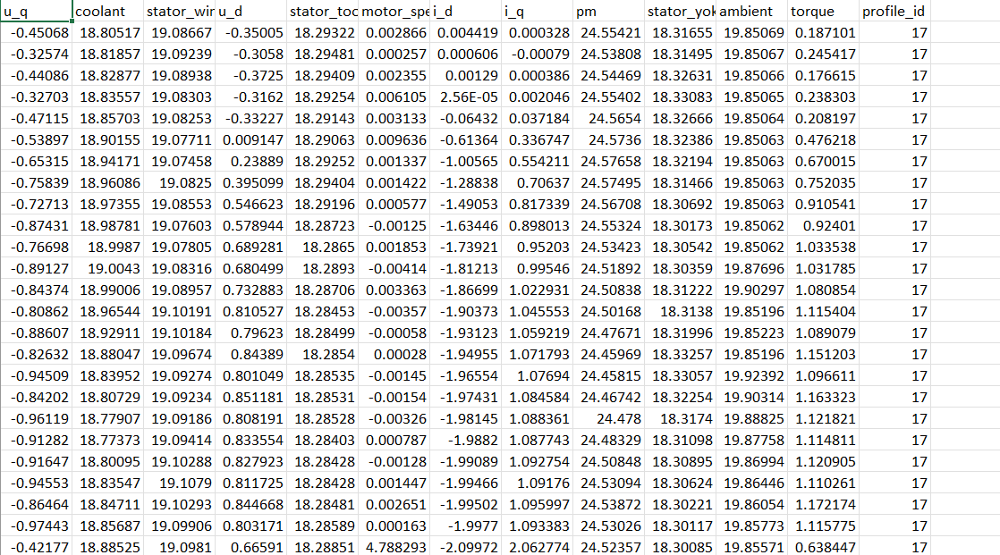 u_q coolant stator_wir u_d stator_too motor_spe i_d i_q pm stator_yok ambient torque profile_id
-0.45068 18.80517 19.08667 -0.35005 18.29322 0.002866 0.004419 0.000328 24.55421 18.31655 19.85069 0.187101 17
-0.32574 18.81857 19.09239 -0.3058 18.29481 0.000257 0.000606 -0.00079 24.53808 18.31495 19.85067 0.245417 17
-0.44086 18.82877 19.08938 -0.3725 18.29409 0.002355 0.00129 0.000386 24.54469 18.32631 19.85066 0.176615 17
-0.32703 18.83557 19.08303 -0.3162 18.29254 0.006105 2.56E-05 0.002046 24.55402 18.33083 19.85065 0.238303 17
-0.47115 18.85703 19.08253 -0.33227 18.29143 0.003133 -0.06432 0.037184 24.5654 18.32666 19.85064 0.208197 17
-0.53897 18.90155 19.07711 0.009147 18.29063 0.009636 -0.61364 0.336747 24.5736 18.32386 19.85063 0.476218 17
-0.65315 18.94171 19.07458 0.23889 18.29252 0.001337 -1.00565 0.554211 24.57658 18.32194 19.85063 0.670015 17
-0.75839 18.96086 19.0825 0.395099 18.29404 0.001422 -1.28838 0.70637 24.57495 18.31466 19.85063 0.752035 17
-0.72713 18.97355 19.08553 0.546623 18.29196 0.000577 -1.49053 0.817339 24.56708 18.30692 19.85063 0.910541 17
-0.87431 18.98781 19.07603 0.578944 18.28723 -0.00125 -1.63446 0.898013 24.55324 18.30173 19.85062 0.92401 17
-0.76698 18.9987 19.07805 0.689281 18.2865 0.001853 -1.73921 0.95203 24.53423 18.30542 19.85062 1.033538 17
-0.89127 19.0043 19.08316 0.680499 18.2893 -0.00414 -1.81213 0.99546 24.51892 18.30359 19.87696 1.031785 17
-0.84374 18.99006 19.08957 0.732883 18.28706 0.003363 -1.86699 1.022931 24.50838 18.31222 19.90297 1.080854 17
-0.80862 18.96544 19.10191 0.810527 18.28453 -0.00357 -1.90373 1.045553 24.50168 18.3138 19.85196 1.115404 17
-0.88607 18.92911 19.10184 0.79623 18.28499 -0.00058 -1.93123 1.059219 24.47671 18.31996 19.85223 1.089079 17
-0.82632 18.88047 19.09674 0.84389 18.2854 0.00028 -1.94955 1.071793 24.45969 18.33257 19.85196 1.151203 17
-0.94509 18.83952 19.09274 0.801049 18.28535 -0.00145 -1.96554 1.07694 24.45815 18.33057 19.92392 1.096611 17
-0.84202 18.80729 19.09234 0.851181 18.28531 -0.00154 -1.97431 1.084584 24.46742 18.32254 19.90314 1.163323 17
-0.96119 18.77907 19.09186 0.808191 18.28528 -0.00326 -1.98145 1.088361 24.478 18.3174 19.88825 1.121821 17
-0.91282 18.77373 19.09414 0.833554 18.28403 0.000787 -1.9882 1.087743 24.48329 18.31098 19.87758 1.114811 17
-0.91647 18.80095 19.10288 0.827923 18.28428 -0.00128 -1.99089 1.092754 24.50848 18.30895 19.86994 1.120905 17
-0.94553 18.83547 19.1079 0.811725 18.28428 0.001447 -1.99466 1.09176 24.53094 18.30624 19.86446 1.110261 17
-0.86464 18.84711 19.10293 0.844668 18.28481 0.002651 -1.99502 1.095997 24.53872 18.30221 19.86054 1.172174 17
-0.97443 18.85687 19.09906 0.803171 18.28589 0.000163 -1.9977 1.093383 24.53026 18.30117 19.85773 1.115775 17
-0.42177 18.88525 19.0981 0.66591 18.28851 4.788293 -2.09972 2.062774 24.52357 18.30085 19.85571 0.638447 17